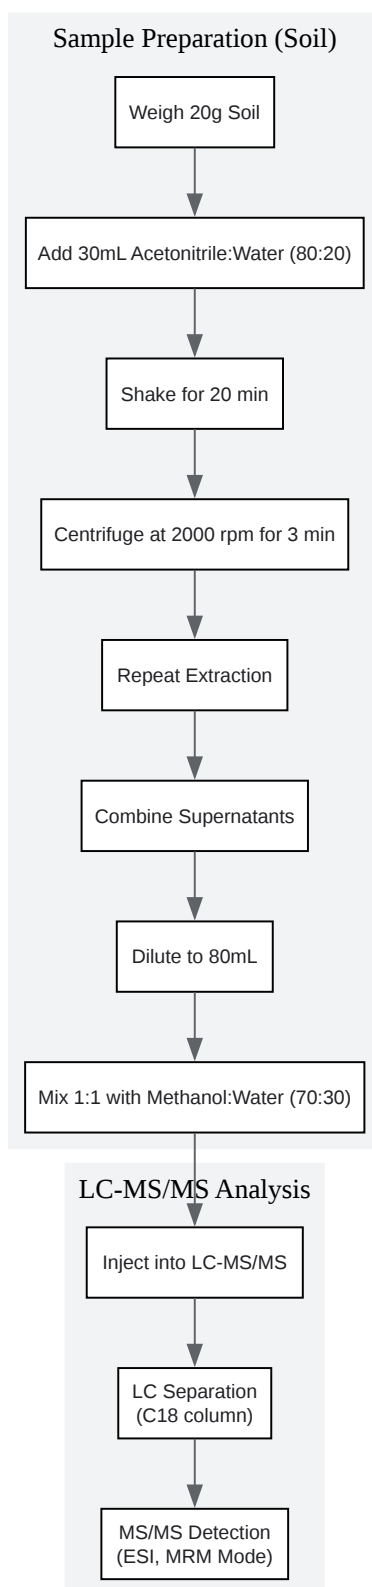 Sample Preparation (Soil)
Weigh 20g Soil
Add 30mL Acetonitrile:Water (80:20)
Shake for 20 min
Centrifuge at 2000 rpm for 3 min
Repeat Extraction
Combine Supernatants
Dilute to 80mL
Mix 1:1 with Methanol:Water (70:30)
LC-MS/MS Analysis
Inject into LC-MS/MS
LC Separation
(C18 column)
MS/MS Detection
(ESI, MRM Mode)